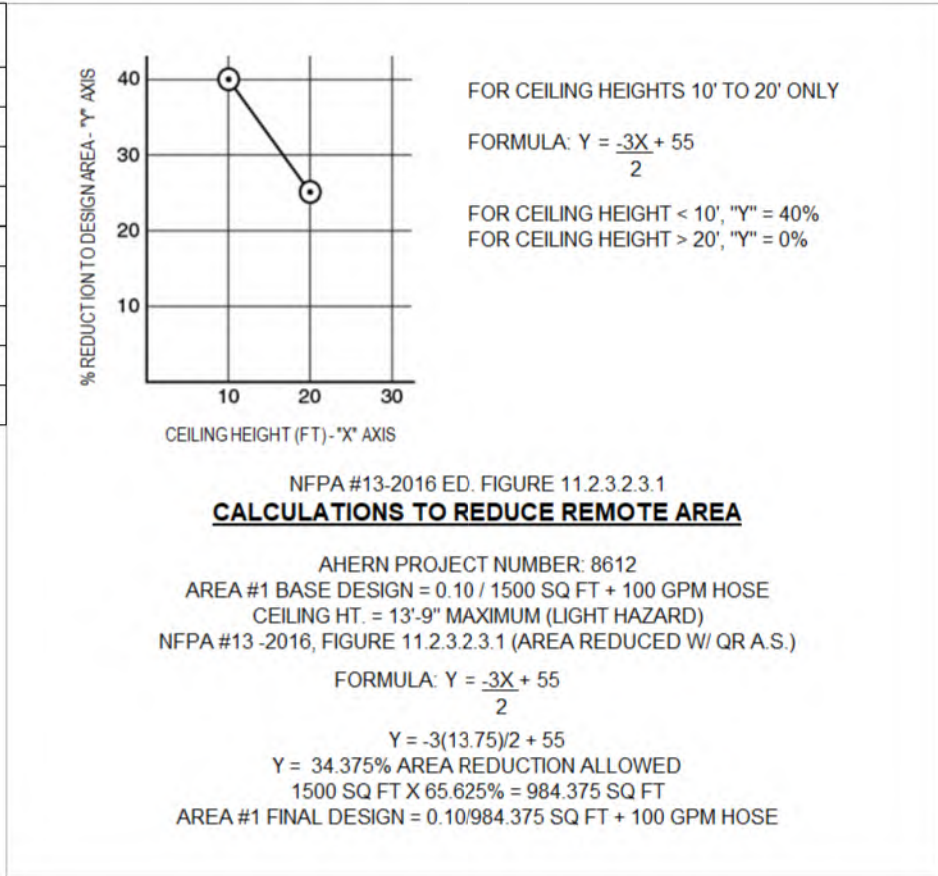 % REDUCTION TO DESIGN AREA - "Y" AXIS
40
30
20
10
10 20 30
CEILING HEIGHT (FT) - "X" AXIS
FOR CEILING HEIGHTS 10' TO 20' ONLY
FORMULA: Y = -3X + 55
2
FOR CEILING HEIGHT < 10', "Y" = 40%
FOR CEILING HEIGHT > 20', "Y" = 0%
NFPA #13-2016 ED. FIGURE 11.2.3.2.3.1
CALCULATIONS TO REDUCE REMOTE AREA
AHERN PROJECT NUMBER: 8612
AREA #1 BASE DESIGN = 0.10 / 1500 SQ FT + 100 GPM HOSE
CEILING HT. = 13'-9" MAXIMUM (LIGHT HAZARD)
NFPA #13 -2016, FIGURE 11.2.3.2.3.1 (AREA REDUCED W/ QR A.S.)
FORMULA: Y = -3X + 55
2
Y = -3(13.75)/2 + 55
Y = 34.375% AREA REDUCTION ALLOWED
1500 SQ FT X 65.625% = 984.375 SQ FT
AREA #1 FINAL DESIGN = 0.10/984.375 SQ FT + 100 GPM HOSE